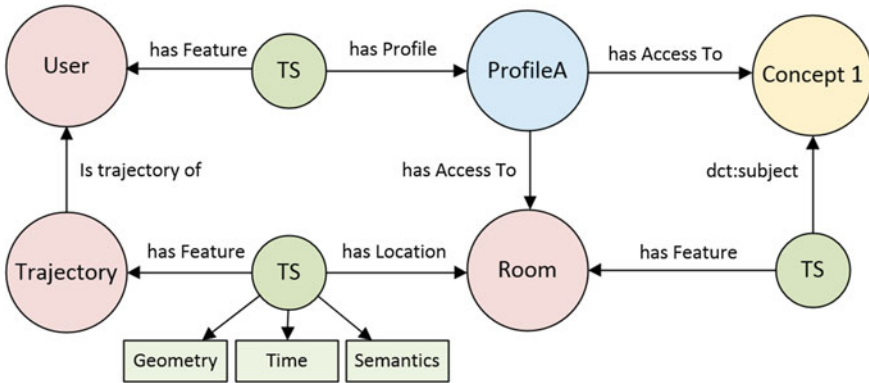 User
has Feature
TS
has Profile
ProfileA
has Access To
Concept 1
Is trajectory of
has Access To
dct:subject
Trajectory
has Feature
TS
has Location
Room
has Feature
TS
Geometry
Time
Semantics